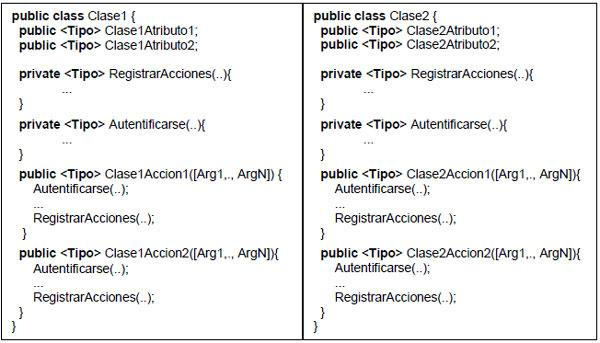 public class Clase1 {
public <Tipo> Clase1Atributo1;
public <Tipo> Clase1Atributo2;
private <Tipo> RegistrarAcciones(..){
...
}
private <Tipo> Autentificarse(..){
...
}
public <Tipo> Clase1Accion1([Arg1,., ArgN]) {
Autentificarse(..);
...
RegistrarAcciones(..);
}
public <Tipo> Clase1Accion2([Arg1,., ArgN]){
Autentificarse(..);
...
RegistrarAcciones(..);
}
}
public class Clase2 {
public <Tipo> Clase2Atributo1;
public <Tipo> Clase2Atributo2;
private <Tipo> RegistrarAcciones(..){
...
}
private <Tipo> Autentificarse(..){
...
}
public <Tipo> Clase2Accion1([Arg1,., ArgN]){
Autentificarse(..);
...
RegistrarAcciones(..);
}
public <Tipo> Clase2Accion2([Arg1,., ArgN]){
Autentificarse(..);
...
RegistrarAcciones(..);
}
}